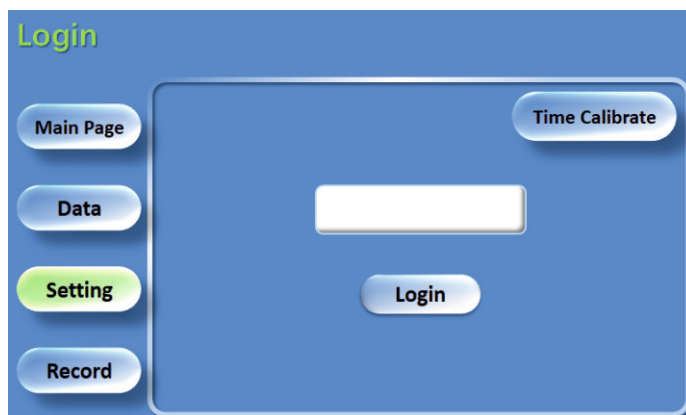 Login
Main Page
Time Calibrate
Data
Setting
Login
Record